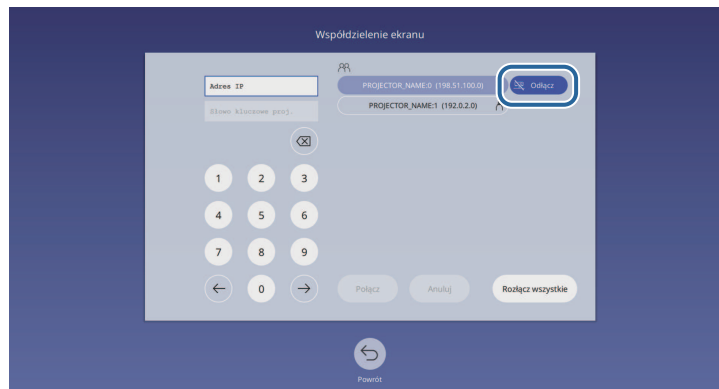 Współdzielenie ekranu
Adres IP
Słowo kluczowe proj.
PROJECTOR_NAME:0 (198.51.100.0)
Odłącz
PROJECTOR_NAME:1 (192.0.2.0)
1 2 3
4 5 6
7 8 9
0
Połącz Anuluj Rozłącz wszystkie
Powrót